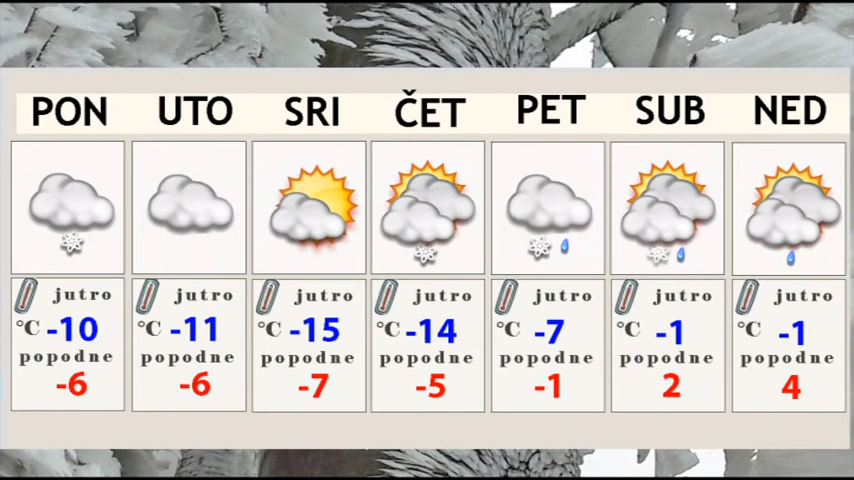 PON UTO SRI ČET PET SUB NED
jutro jutro jutro jutro jutro jutro jutro
°C -10 °C -11 °C -15 °C -14 °C -7 °C -1 °C -1
popodne popodne popodne popodne popodne popodne popodne
-6 -6 -7 -5 -1 2 4